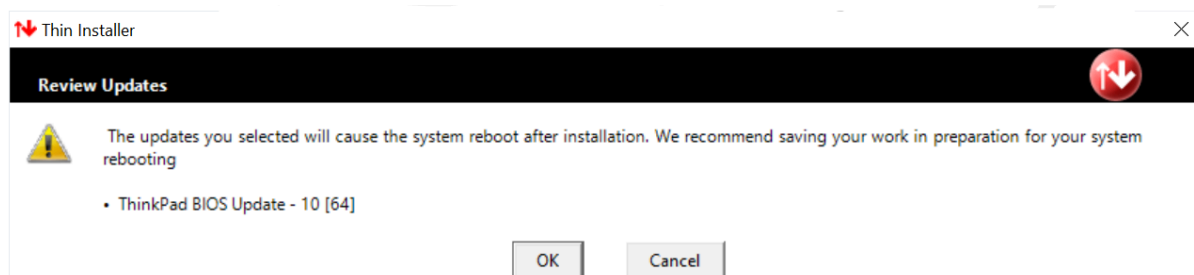 Thin Installer
Review Updates
The updates you selected will cause the system reboot after installation. We recommend saving your work in preparation for your system
rebooting
• ThinkPad BIOS Update - 10 [64]
OK Cancel